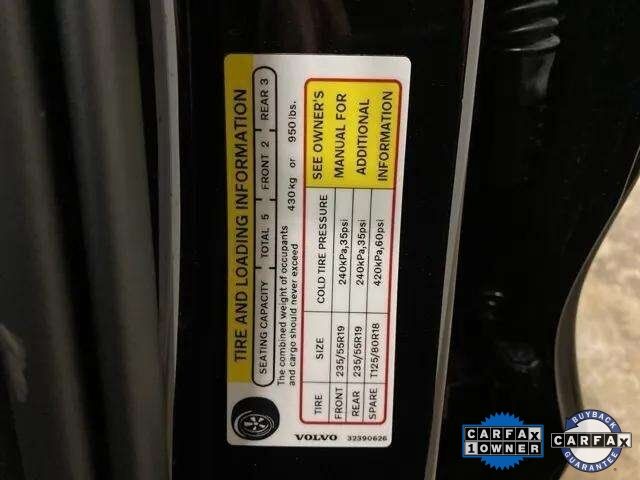 TIRE AND LOADING INFORMATION
SEATING CAPACITY TOTAL 5 FRONT 2 REAR 3
The combined weight of occupants
and cargo should never exceed 430 kg or 950 lbs.
TIRE SIZE COLD TIRE PRESSURE SEE OWNER'S
FRONT 235/55R19 240kPa,35psi MANUAL FOR
REAR 235/55R19 240kPa,35psi ADDITIONAL
SPARE T125/80R18 420kPa,60psi INFORMATION
VOLVO 32390626
CARFAX
1 OWNER
BUYBACK
CARFAX
GUARANTEE